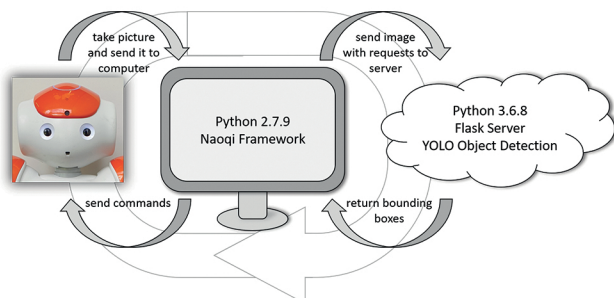 take picture
and send it to
computer
send image
with requests to
server
Python 2.7.9
Naoqi Framework
Python 3.6.8
Flask Server
YOLO Object Detection
send commands
return bounding
boxes